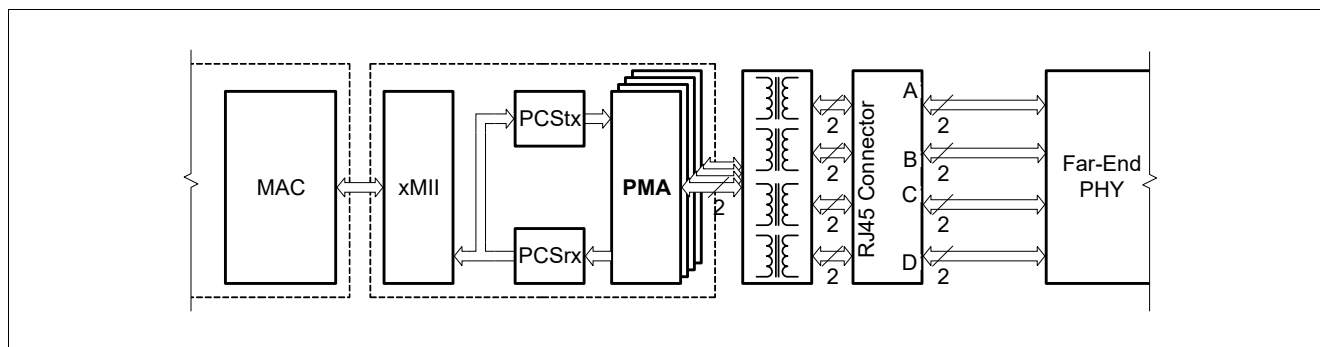 MAC
xMII
PCStx
PCSrx
PMA
2
2
2
2
2
RJ45 Connector
A
B
C
D
2
2
2
2
Far-End
PHY